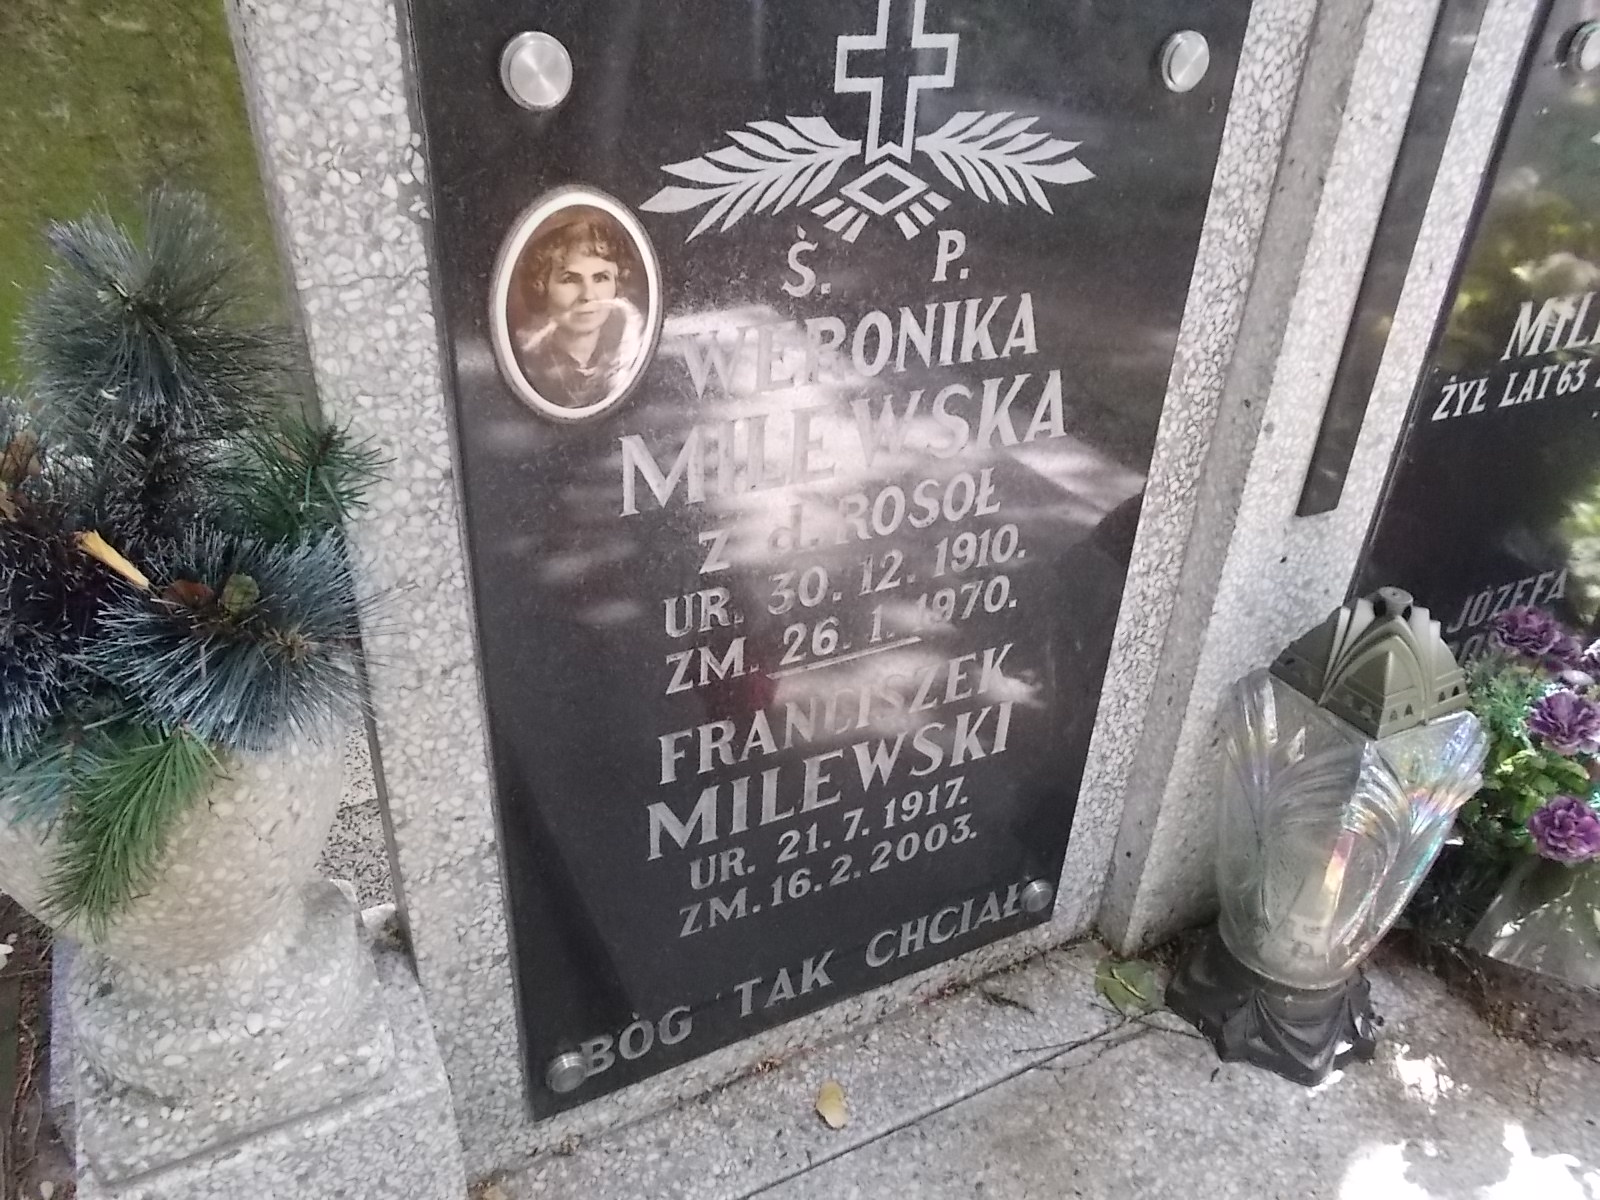 Ś. P.
WERONIKA
MILEWSKA
Z d. ROSOŁ
UR. 30. 12. 1910.
ZM. 26. 1. 1970.
FRANCISZEK
MILEWSKI
UR. 21. 7. 1917.
ZM. 16. 2. 2003.
BÓG TAK CHCIAŁ
ŻYŁ LAT 63
JÓZEFA